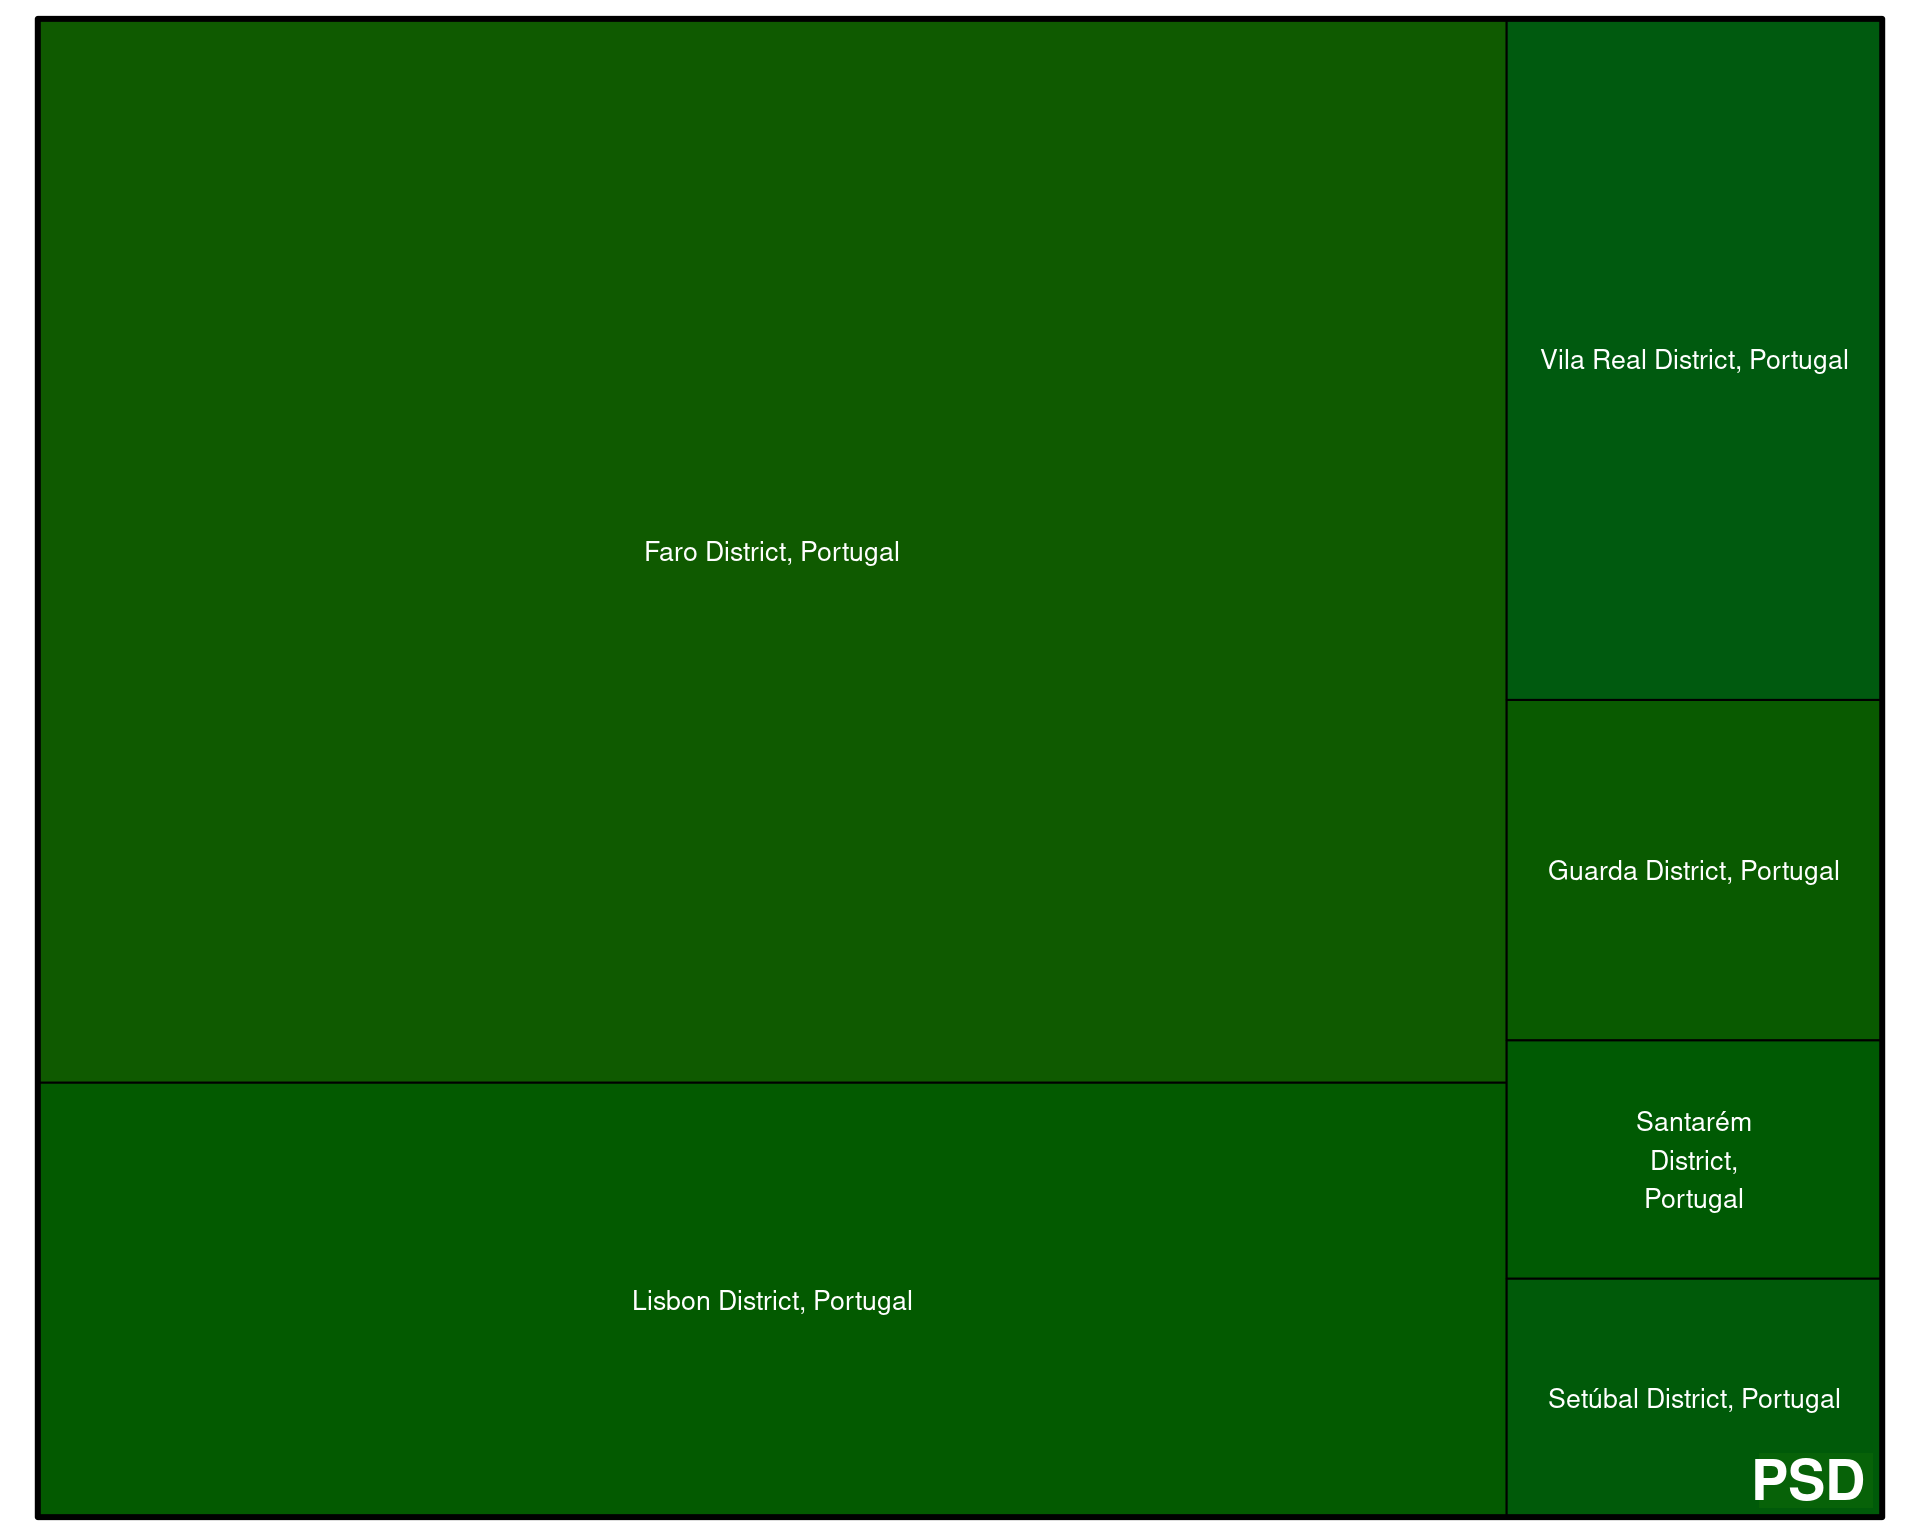 Faro District, Portugal
Lisbon District, Portugal
Vila Real District, Portugal
Guarda District, Portugal
Santarém
District,
Portugal
Setúbal District, Portugal
PSD